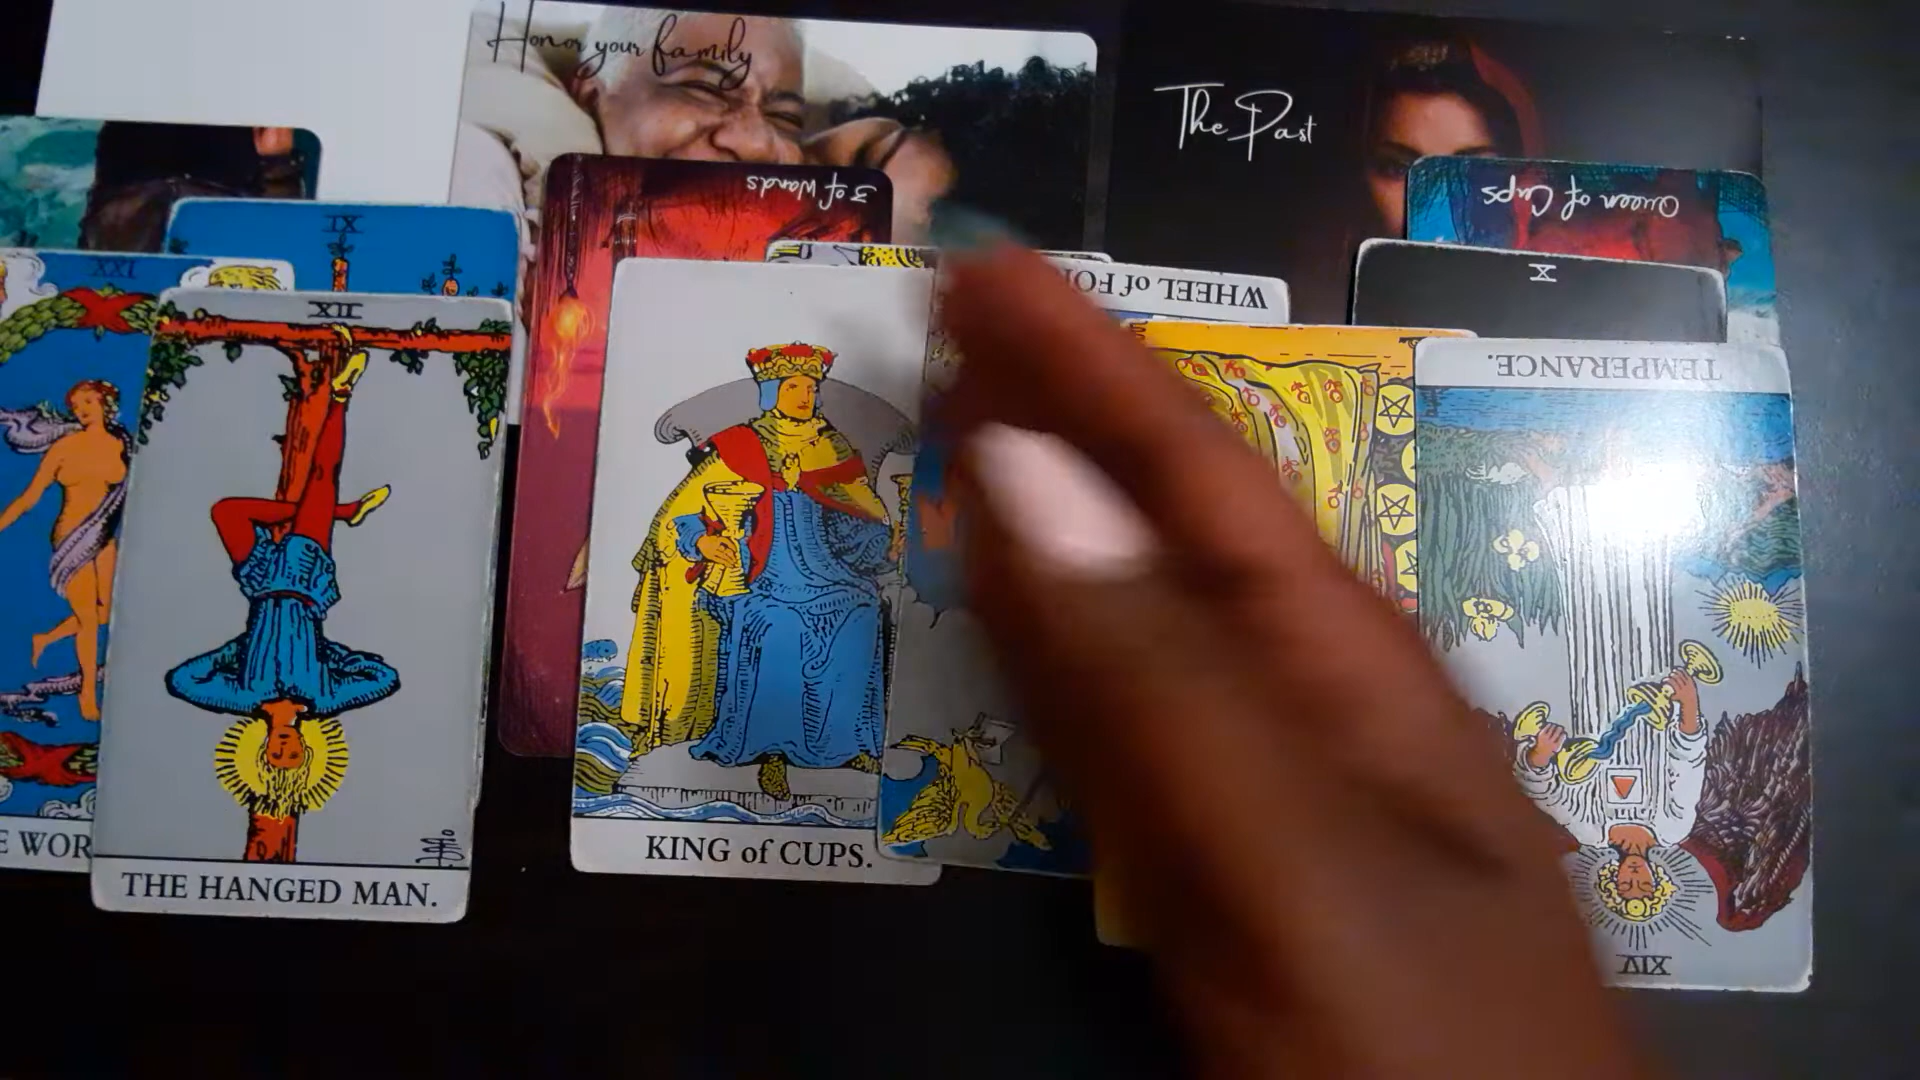 Honor your family
The Past
3 of Wands
Queen of Cups
XI
X
WHEEL of FO
XXI
XII
TEMPERANCE.
KING of CUPS.
THE HANGED MAN.
E WOR
XIV